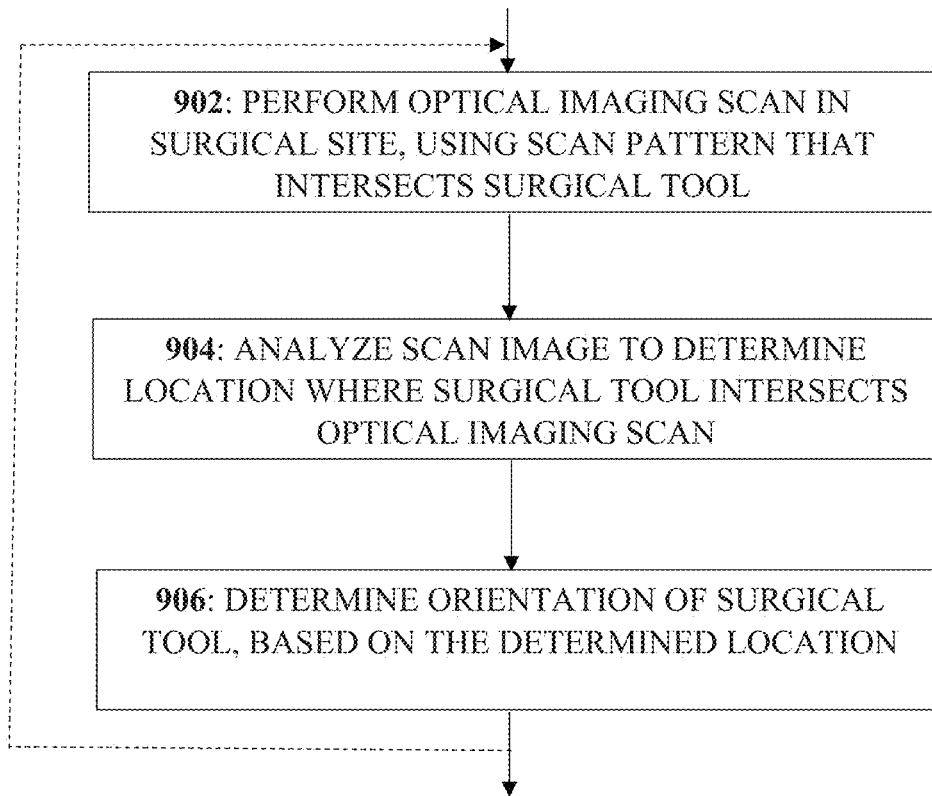 902: PERFORM OPTICAL IMAGING SCAN IN
SURGICAL SITE, USING SCAN PATTERN THAT
INTERSECTS SURGICAL TOOL
904: ANALYZE SCAN IMAGE TO DETERMINE
LOCATION WHERE SURGICAL TOOL INTERSECTS
OPTICAL IMAGING SCAN
906: DETERMINE ORIENTATION OF SURGICAL
TOOL, BASED ON THE DETERMINED LOCATION